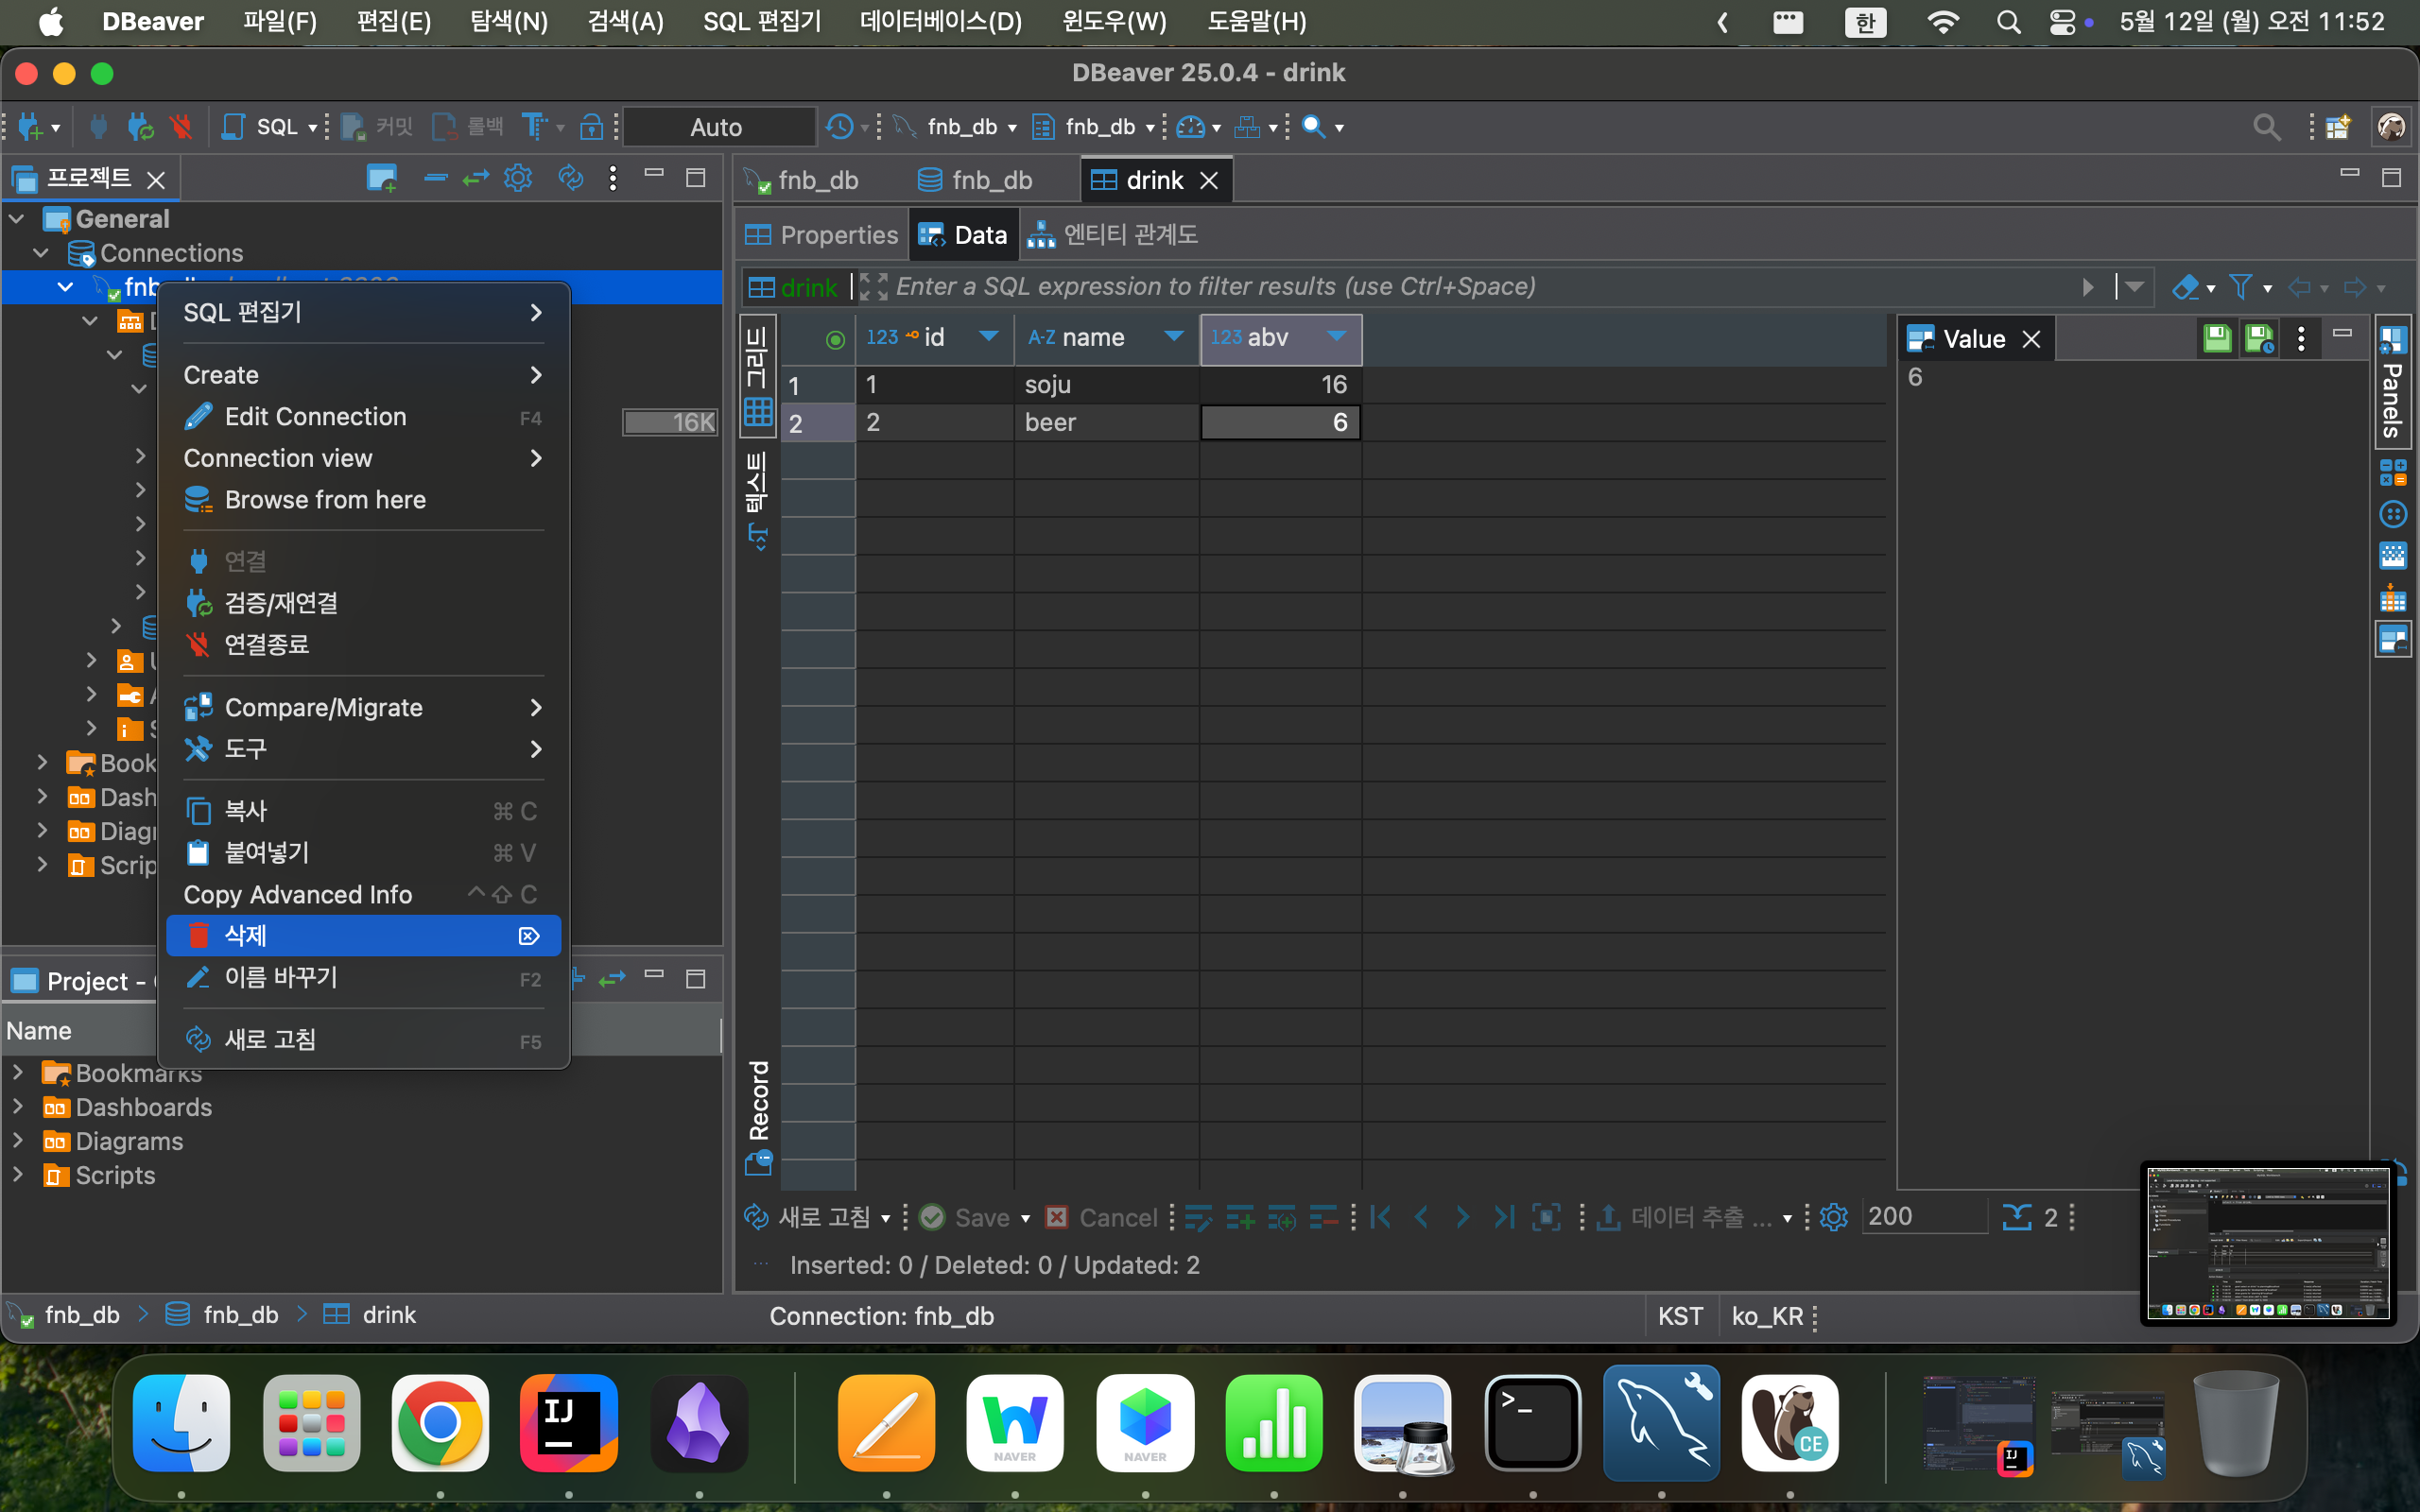 DBeaver 파일(F) 편집(E) 탐색(N) 검색(A) SQL 편집기 데이터베이스(D) 윈도우(W) 도움말(H) 한 5월 12일 (월) 오전 11:52
DBeaver 25.0.4 - drink
SQL 커밋 롤백 Auto fnb_db fnb_db
프로젝트
General
Connections
fnb
16K
Book
Dash
Diagr
Scrip
SQL 편집기
Create
Edit Connection F4
Connection view
Browse from here
연결
검증/재연결
연결종료
Compare/Migrate
도구
복사 ⌘ C
붙여넣기 ⌘ V
Copy Advanced Info ^⇧ C
삭제
이름 바꾸기 F2
새로 고침 F5
Project -
Name
Bookmarks
Dashboards
Diagrams
Scripts
fnb_db fnb_db drink
Properties Data 엔티티 관계도
drink Enter a SQL expression to filter results (use Ctrl+Space)
그리드
텍스트
Record
123 id A-Z name 123 abv
1 1 soju 16
2 2 beer 6
Value
6
Panels
새로 고침 Save Cancel 데이터 추출 ... 200 2
... Inserted: 0 / Deleted: 0 / Updated: 2
fnb_db fnb_db drink Connection: fnb_db KST ko_KR
IJ
NAVER
NAVER
>_
CE
IJ